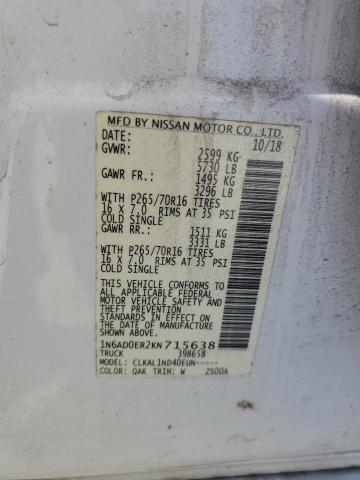 MFD BY NISSAN MOTOR CO., LTD.
DATE: 10/18
GVWR: 2599 KG
5730 LB
GAWR FR.: 1495 KG
3296 LB
WITH P265/70R16 TIRES
16 X 7.0 RIMS AT 35 PSI
COLD SINGLE
GAWR RR.: 1511 KG
3331 LB
WITH P265/70R16 TIRES
16 X 7.0 RIMS AT 35 PSI
COLD SINGLE
THIS VEHICLE CONFORMS TO
ALL APPLICABLE FEDERAL
MOTOR VEHICLE SAFETY AND
THEFT PREVENTION
STANDARDS IN EFFECT ON
THE DATE OF MANUFACTURE
SHOWN ABOVE.
1N6AD0ER2KN715638
TRUCK 398658
MODEL: CLKAL1ND40EUN-----
COLOR: QAK TRIM: W 2S00A